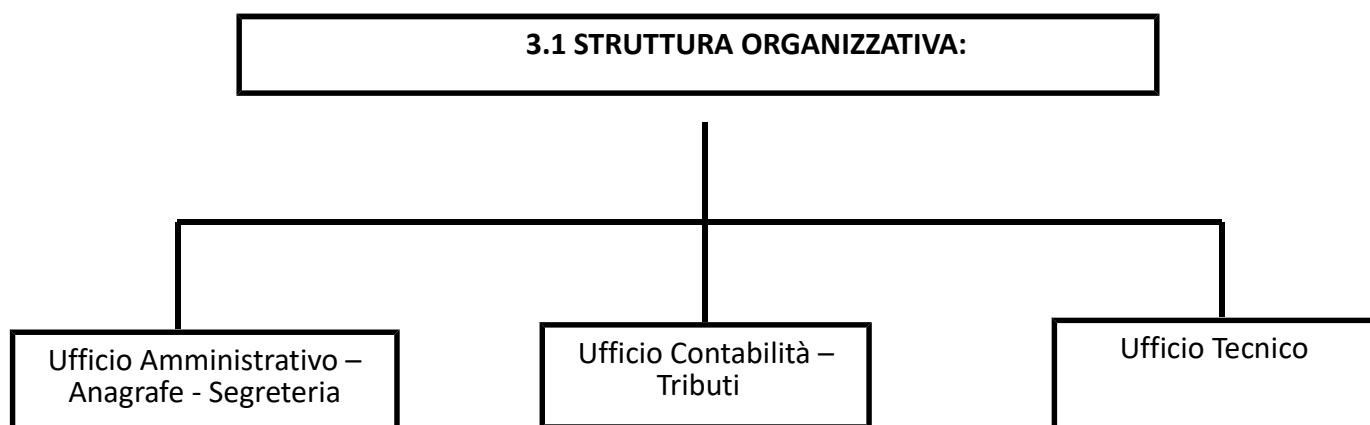 3.1 STRUTTURA ORGANIZZATIVA:
Ufficio Amministrativo –
Anagrafe - Segreteria
Ufficio Contabilità –
Tributi
Ufficio Tecnico